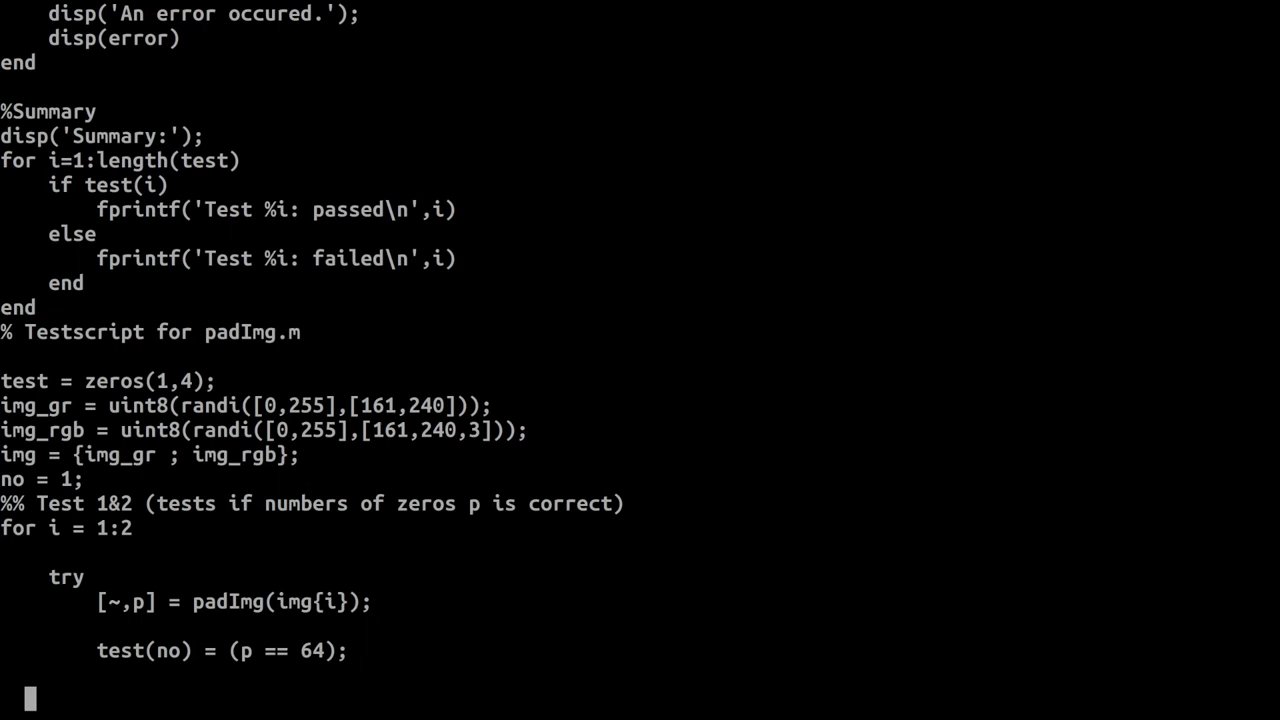 disp('An error occured.');
    disp(error)
end

%Summary
disp('Summary:');
for i=1:length(test)
    if test(i)
        fprintf('Test %i: passed\n',i)
    else
        fprintf('Test %i: failed\n',i)
    end
end
% Testscript for padImg.m

test = zeros(1,4);
img_gr = uint8(randi([0,255],[161,240]));
img_rgb = uint8(randi([0,255],[161,240,3]));
img = {img_gr ; img_rgb};
no = 1;
%% Test 1&2 (tests if numbers of zeros p is correct)
for i = 1:2

    try
        [~,p] = padImg(img{i});

        test(no) = (p == 64);